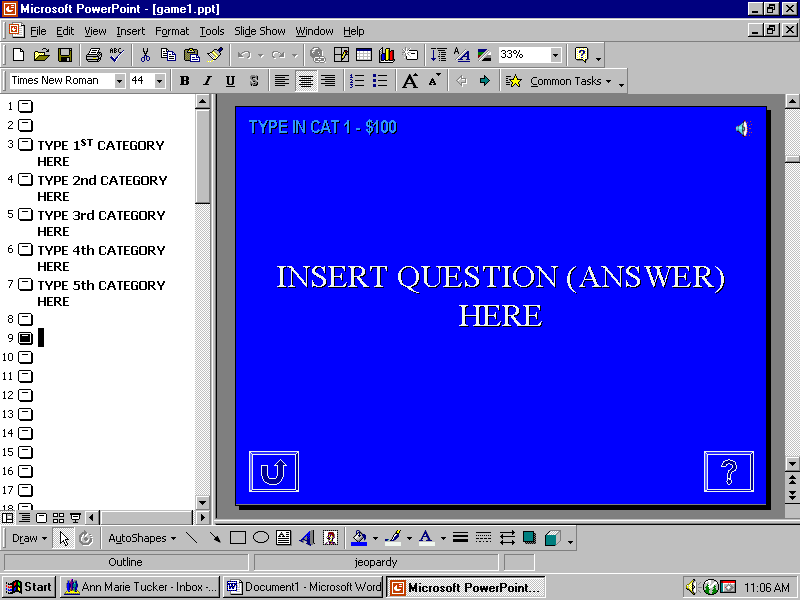 Microsoft PowerPoint - [game1.ppt]
File Edit View Insert Format Tools Slide Show Window Help
33%
Times New Roman 44 B I U S A A Common Tasks
1
2
3 TYPE 1ST CATEGORY
HERE
4 TYPE 2nd CATEGORY
HERE
5 TYPE 3rd CATEGORY
HERE
6 TYPE 4th CATEGORY
HERE
7 TYPE 5th CATEGORY
HERE
8
9
10
11
12
13
14
15
16
17
18
TYPE IN CAT 1 - $100
INSERT QUESTION (ANSWER)
HERE
?
Draw AutoShapes
Outline jeopardy
Start Ann Marie Tucker - Inbox -... Document1 - Microsoft Word Microsoft PowerPoint... 11:06 AM